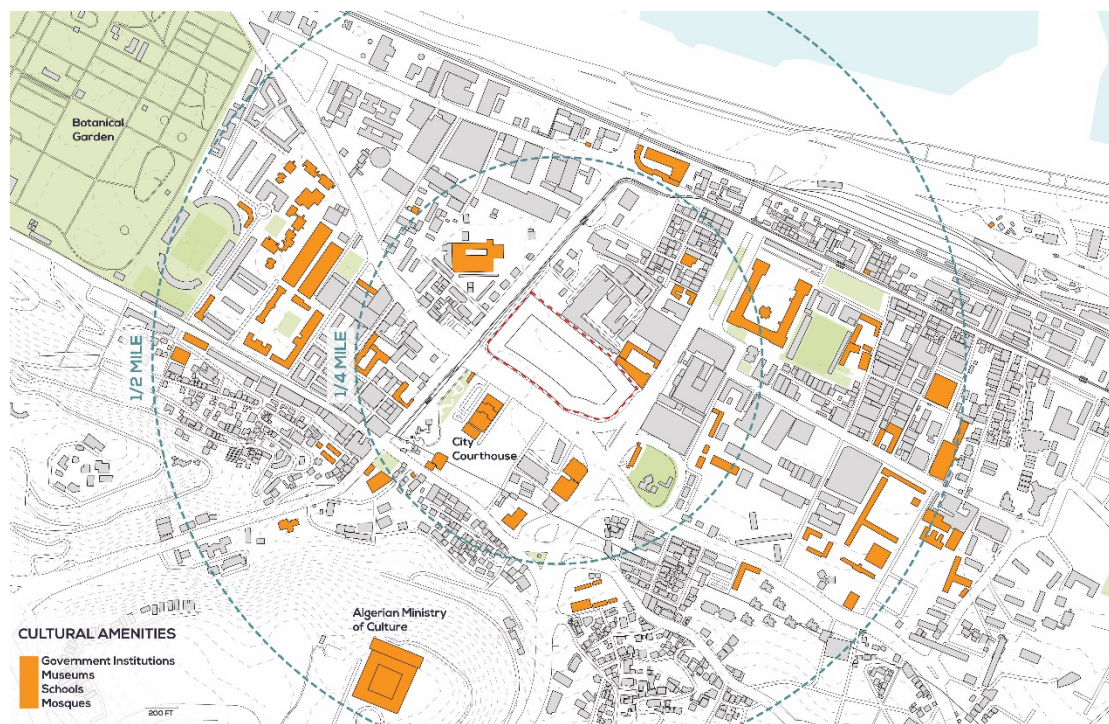 Botanical
Garden
1/2 MILE
1/4 MILE
City
Courthouse
Algerian Ministry
of Culture
CULTURAL AMENITIES
Government Institutions
Museums
Schools
Mosques
200 FT